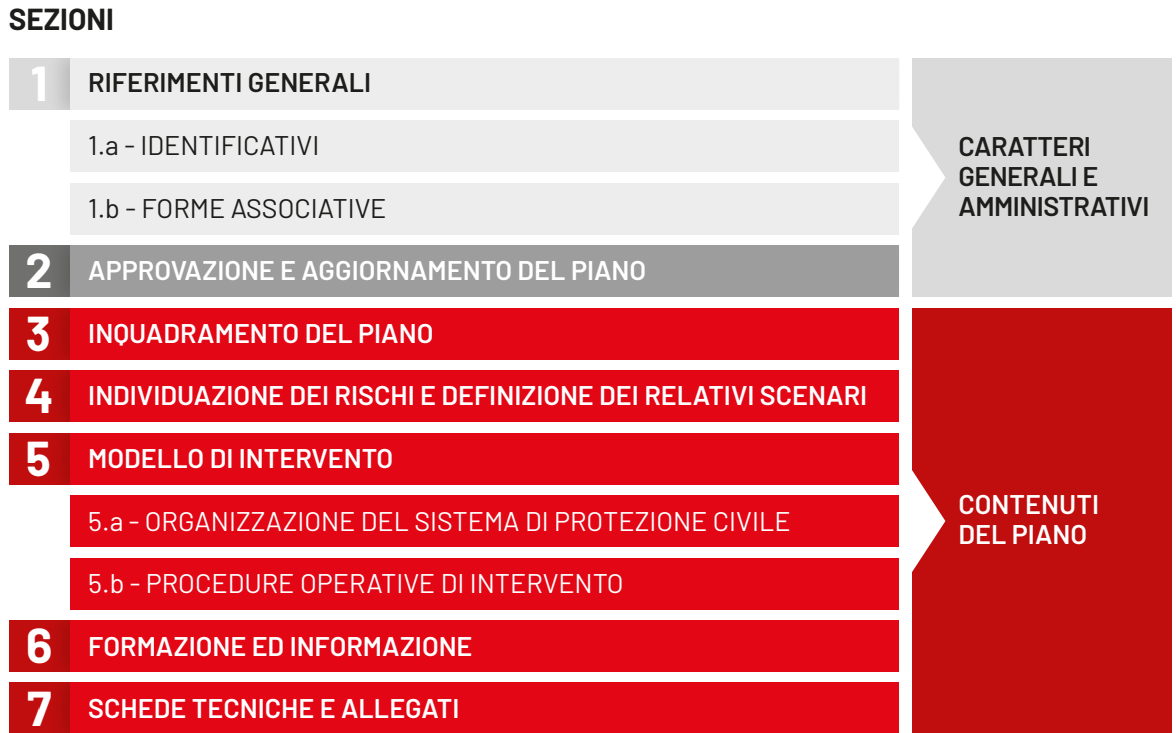 SEZIONI
1 RIFERIMENTI GENERALI
1.a - IDENTIFICATIVI
1.b - FORME ASSOCIATIVE
2 APPROVAZIONE E AGGIORNAMENTO DEL PIANO
CARATTERI
GENERALI E
AMMINISTRATIVI
3 INQUADRAMENTO DEL PIANO
4 INDIVIDUAZIONE DEI RISCHI E DEFINIZIONE DEI RELATIVI SCENARI
5 MODELLO DI INTERVENTO
5.a - ORGANIZZAZIONE DEL SISTEMA DI PROTEZIONE CIVILE
5.b - PROCEDURE OPERATIVE DI INTERVENTO
6 FORMAZIONE ED INFORMAZIONE
7 SCHEDE TECNICHE E ALLEGATI
CONTENUTI
DEL PIANO